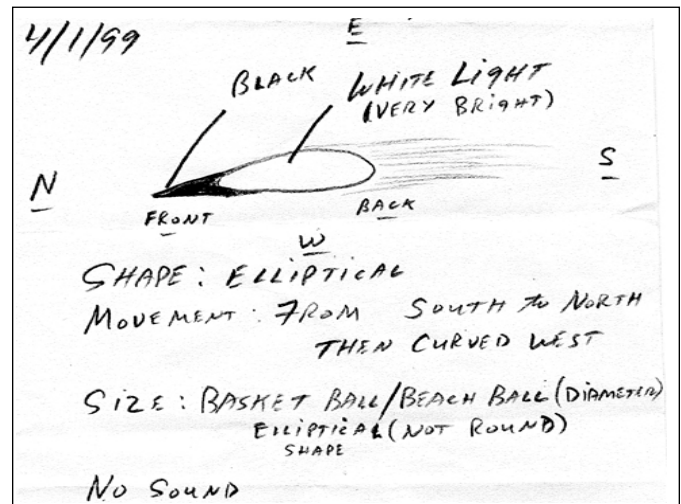 4/1/99
E
BLACK
WHITE LIGHT
(VERY BRIGHT)
N
S
FRONT
BACK
W
SHAPE: ELLIPTICAL
MOVEMENT: FROM SOUTH TO NORTH
THEN CURVED WEST
SIZE: BASKET BALL/BEACH BALL (DIAMETER)
ELLIPTICAL (NOT ROUND)
SHAPE
NO SOUND